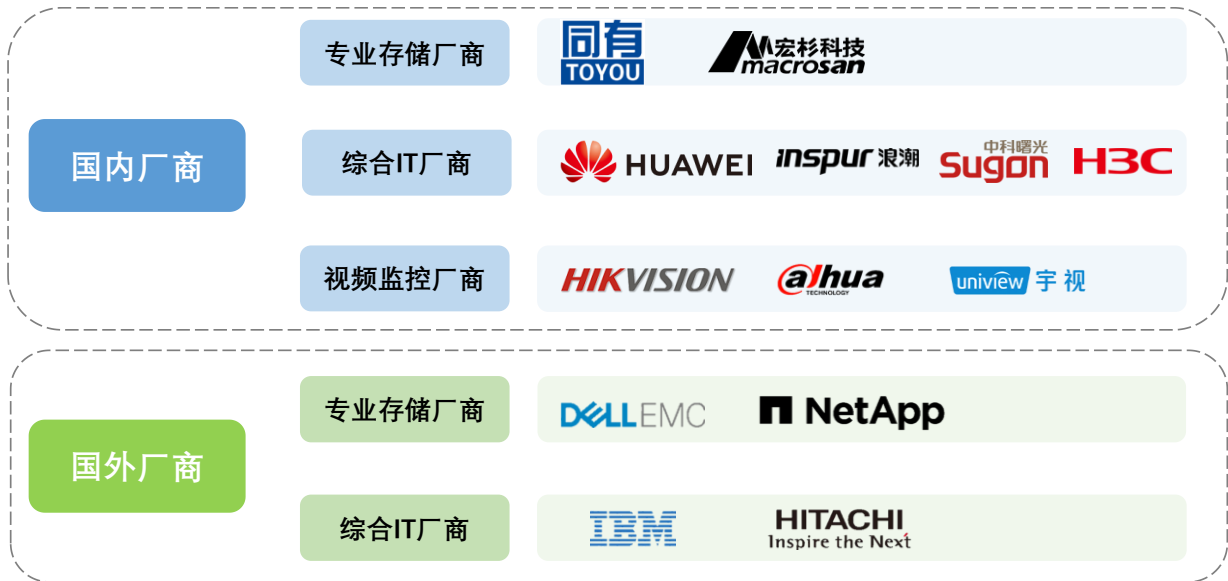 专业存储厂商
同有
TOYOU
宏杉科技
macrosan
国内厂商
综合IT厂商
HUAWEI
inspur 浪潮
中科曙光
Sugon
H3C
视频监控厂商
HIKVISION
alhua
TECHNOLOGY
uniview 宇视
国外厂商
专业存储厂商
DELLEMC
NetApp
综合IT厂商
IBM
HITACHI
Inspire the Next